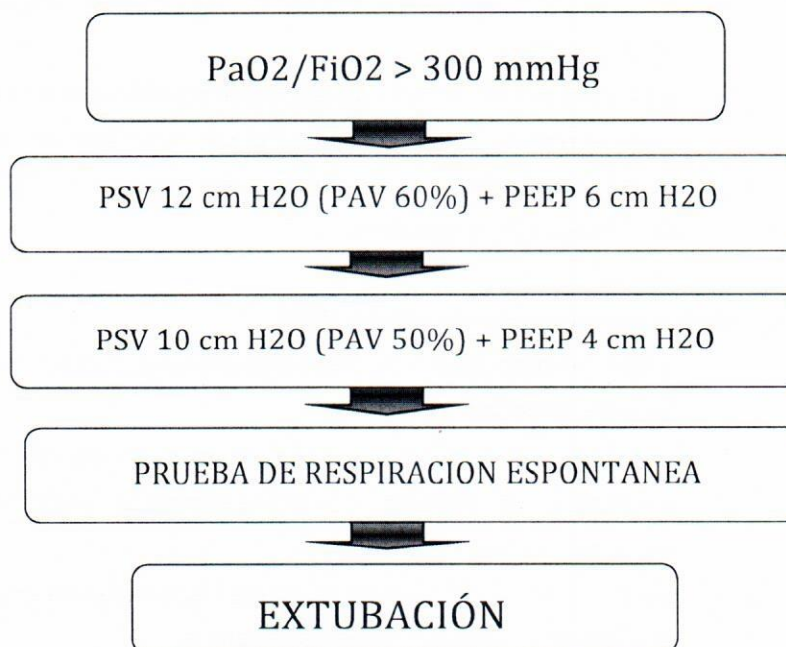 PaO2/FiO2 > 300 mmHg
PSV 12 cm H2O (PAV 60%) + PEEP 6 cm H2O
PSV 10 cm H2O (PAV 50%) + PEEP 4 cm H2O
PRUEBA DE RESPIRACION ESPONTANEA
EXTUBACIÓN